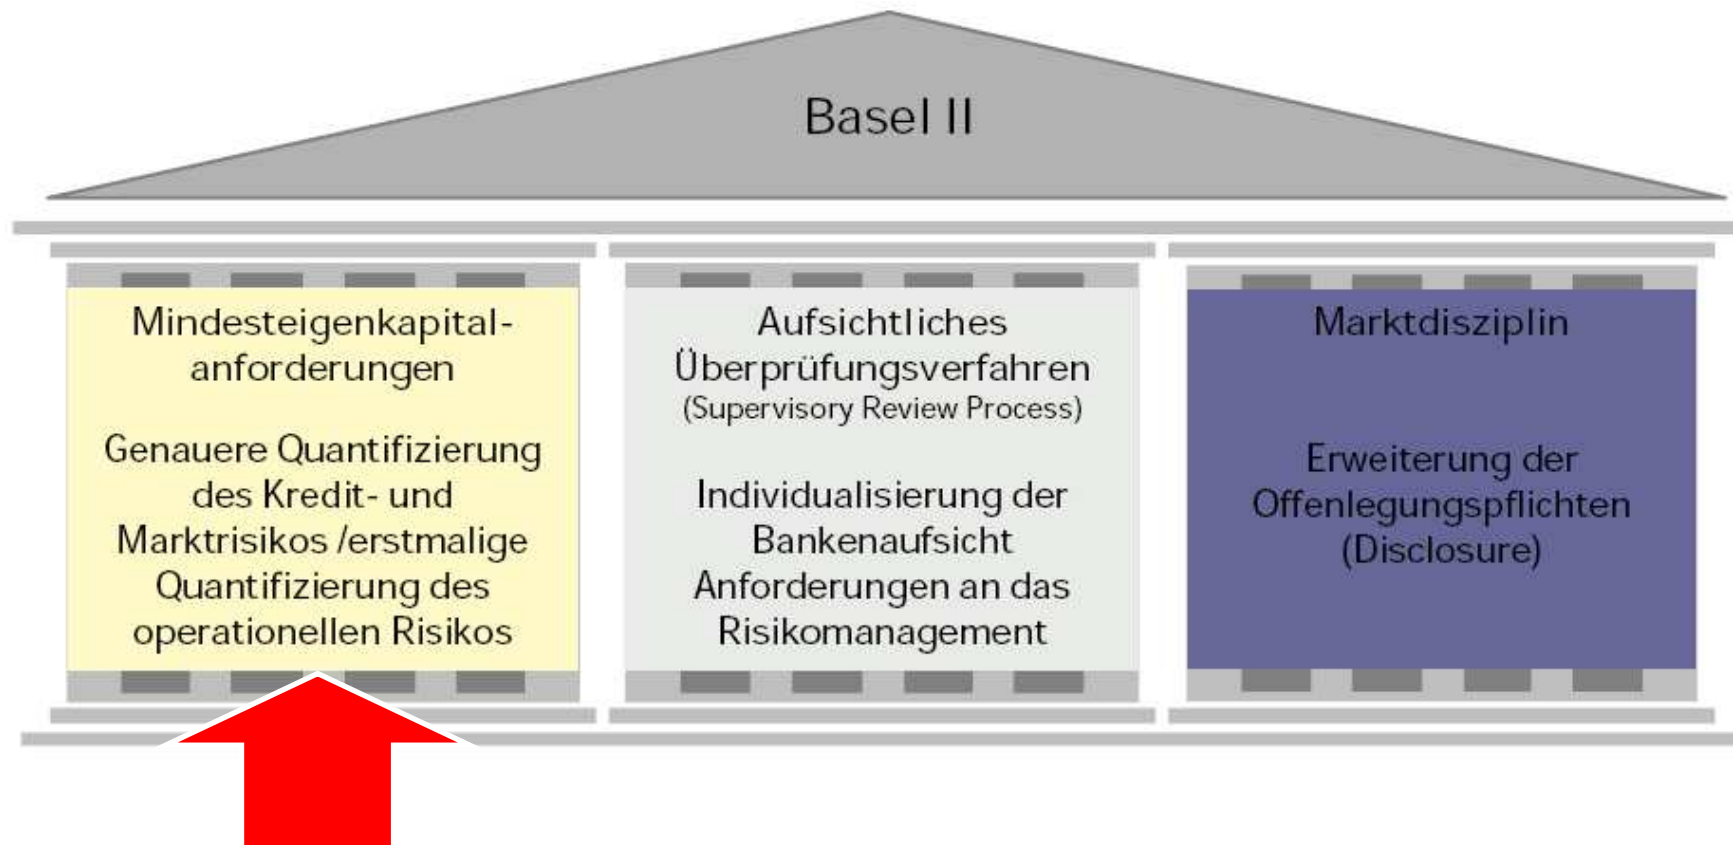 Basel II
Mindesteigenkapital-
anforderungen
Genauere Quantifizierung
des Kredit- und
Marktrisikos /erstmalige
Quantifizierung des
operationellen Risikos
Aufsichtliches
Überprüfungsverfahren
(Supervisory Review Process)
Individualisierung der
Bankenaufsicht
Anforderungen an das
Risikomanagement
Marktdisziplin
Erweiterung der
Offenlegungspflichten
(Disclosure)